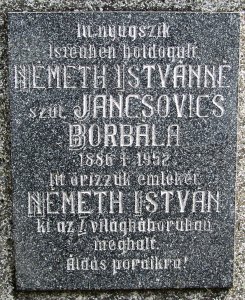 Itt nyugszik
Istenben boldogult
NÉMETH ISTVÁNNÉ
szül JANCSOVICS
BORBÁLA
1886 † 1952
Itt őrizzük emlékét
NÉMETH ISTVÁN
ki az I világháborúban
meghalt.
Áldás poraikra!